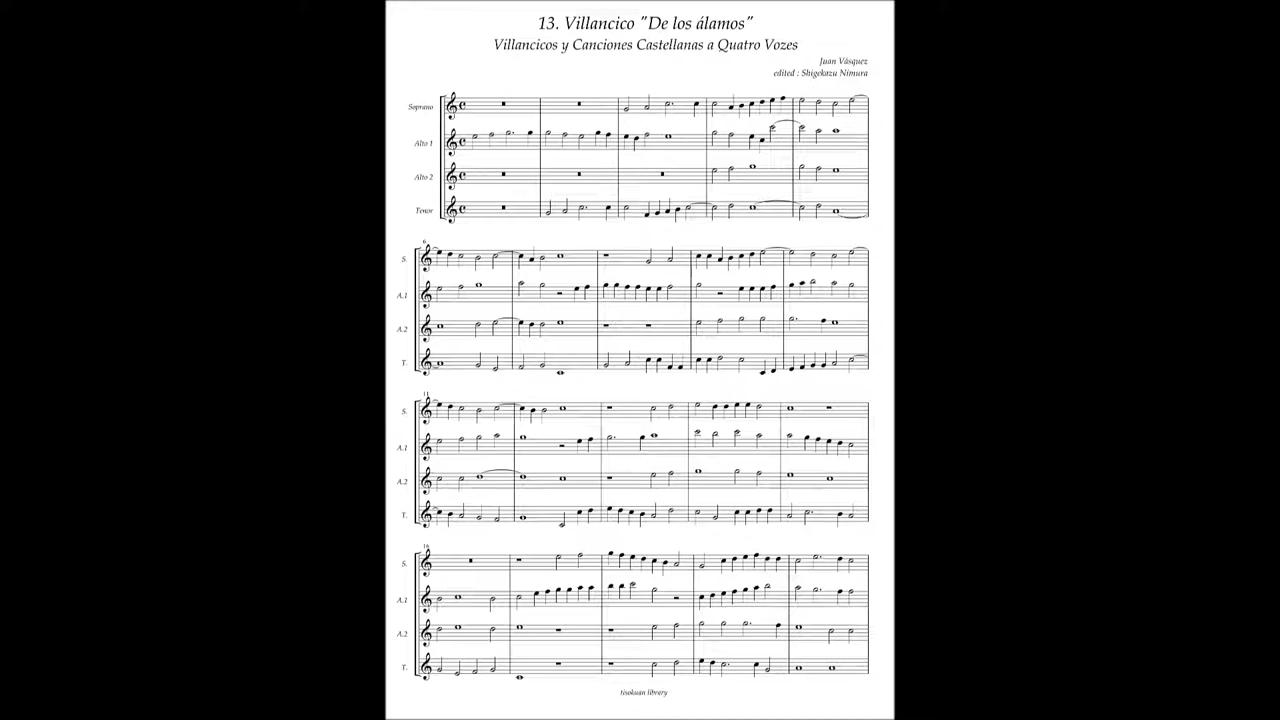 13. Villancico "De los álamos"
Villancicos y Canciones Castellanas a Quatro Vozes
Juan Vásquez
edited : Shigekazu Nimura
Soprano
Alto 1
Alto 2
Tenor
6
S.
A.1
A.2
T.
11
S.
A.1
A.2
T.
16
S.
A.1
A.2
T.
tisokuan library